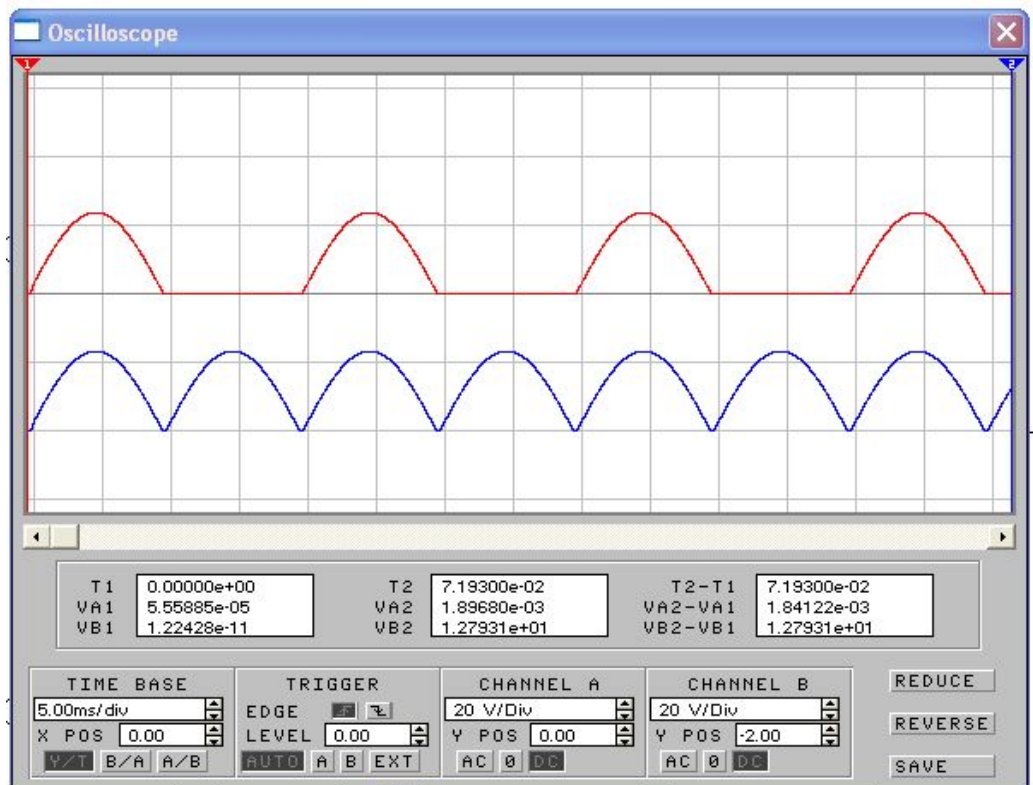 Oscilloscope
1 2
T1 0.00000e+00 T2 7.19300e-02 T2-T1 7.19300e-02
VA1 5.55885e-05 VA2 1.89680e-03 VA2-VA1 1.84122e-03
VB1 1.22428e-11 VB2 1.27931e+01 VB2-VB1 1.27931e+01
TIME BASE
5.00ms/div
X POS 0.00
Y/T B/A A/B
TRIGGER
EDGE
LEVEL 0.00
AUTO A B EXT
CHANNEL A
20 V/Div
Y POS 0.00
AC 0 DC
CHANNEL B
20 V/Div
Y POS -2.00
AC 0 DC
REDUCE
REVERSE
SAVE